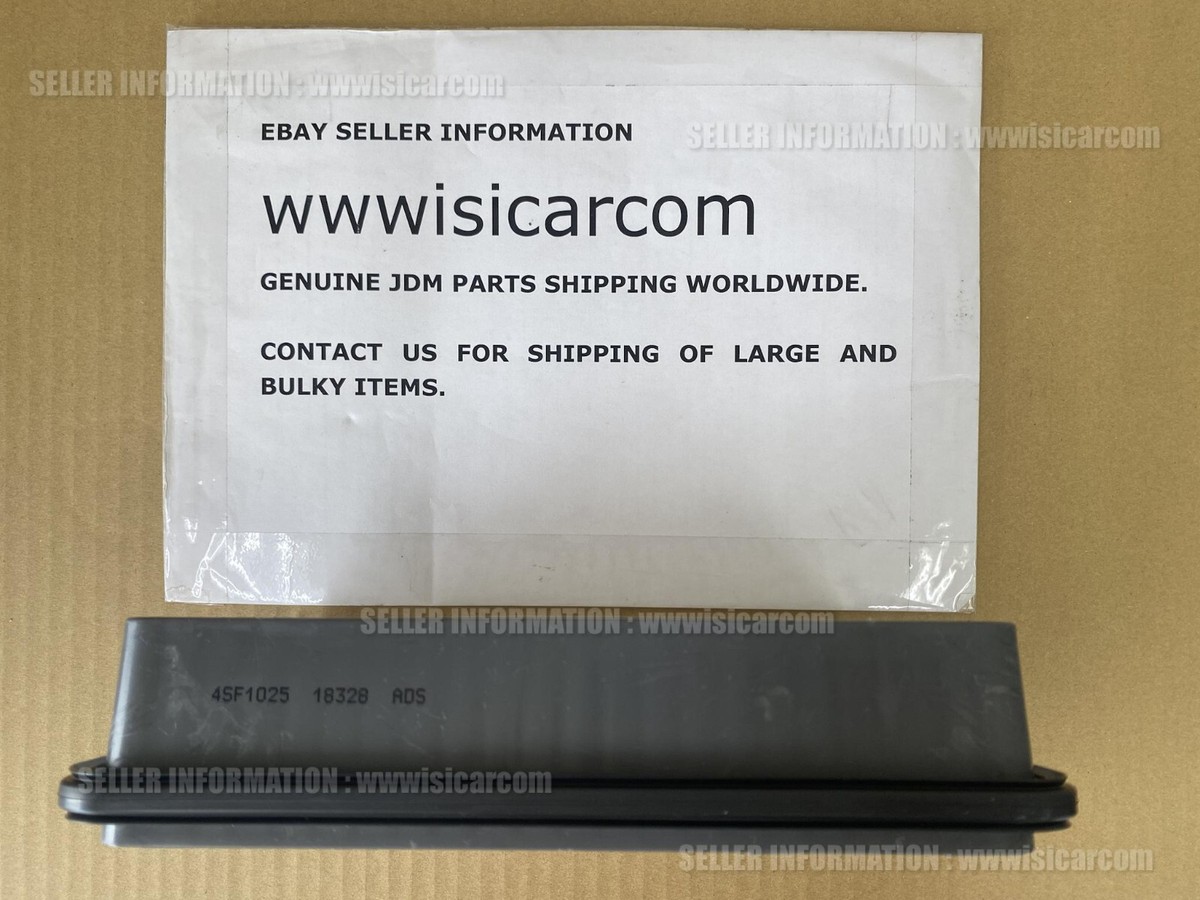 SELLER INFORMATION : wwwisicarcom
EBAY SELLER INFORMATION
SELLER INFORMATION : wwwisicarcom
wwwisicarcom
GENUINE JDM PARTS SHIPPING WORLDWIDE.
CONTACT US FOR SHIPPING OF LARGE AND
BULKY ITEMS.
SELLER INFORMATION : wwwisicarcom
4SF1025 18328 ADS
SELLER INFORMATION : wwwisicarcom
SELLER INFORMATION : wwwisicarcom